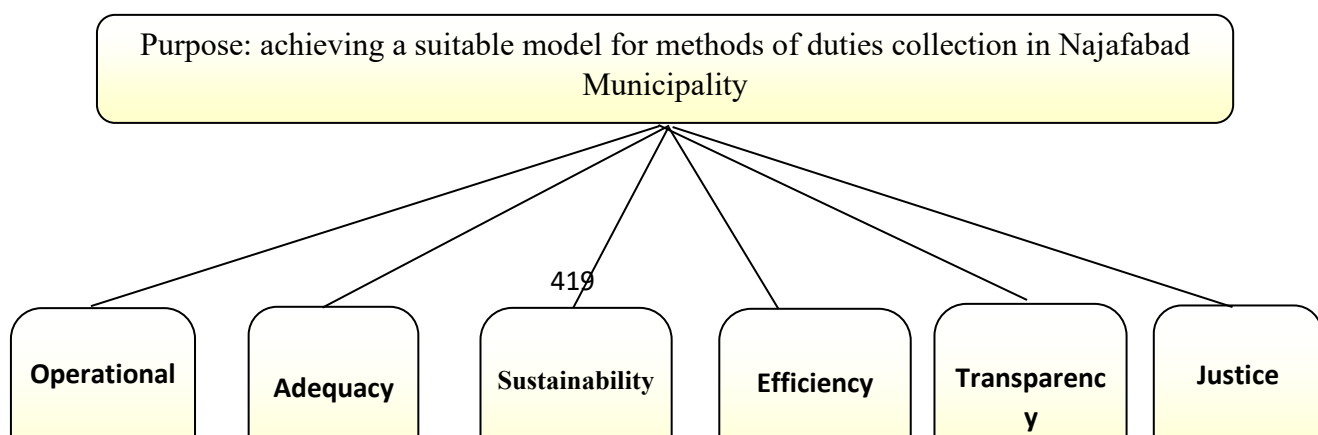 Purpose: achieving a suitable model for methods of duties collection in Najafabad
Municipality
419
Operational
Adequacy
Sustainability
Efficiency
Transparenc
y
Justice